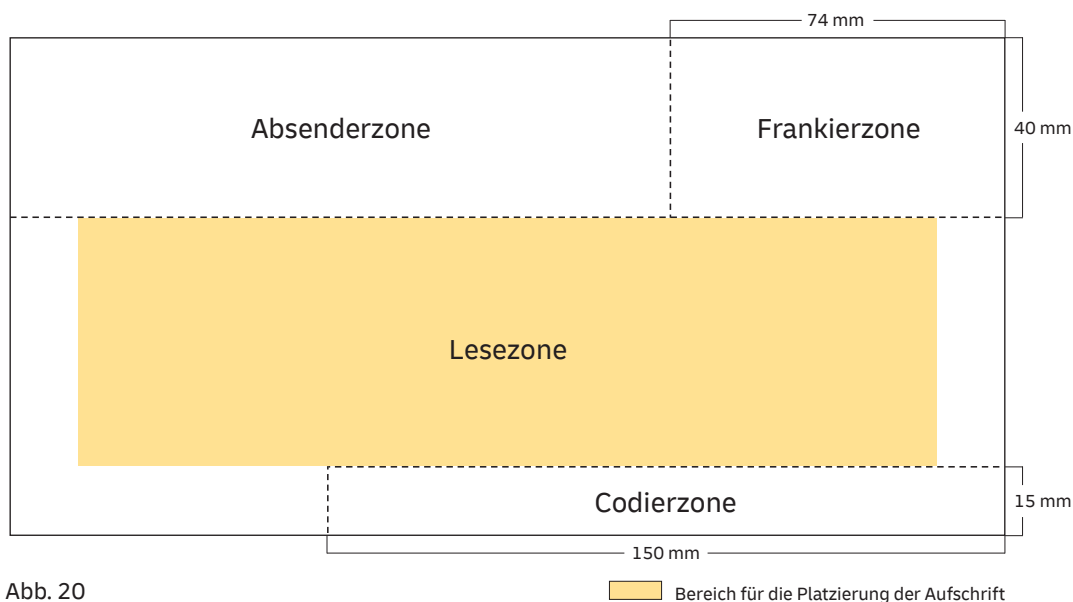 74 mm
Absenderzone
Frankierzone
40 mm
Lesezone
Codierzone
15 mm
150 mm
Abb. 20
Bereich für die Platzierung der Aufschrift